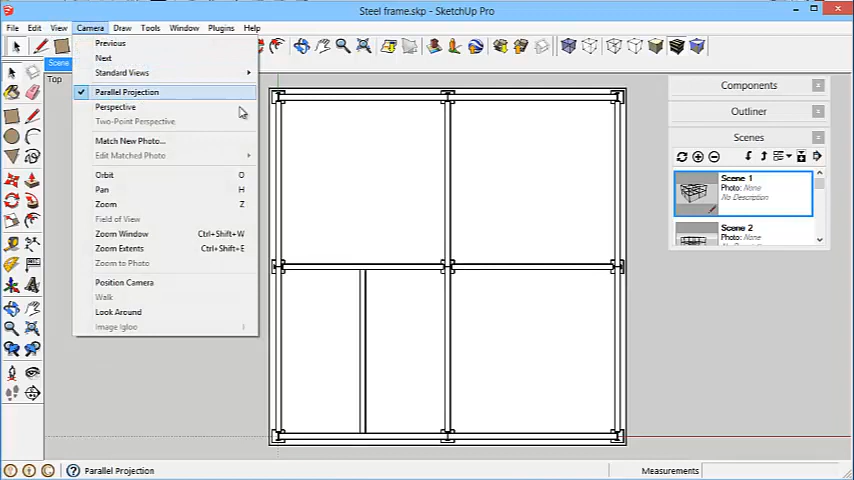 Steel frame.skp - SketchUp Pro
File Edit View Camera Draw Tools Window Plugins Help
Scene
Top
Previous
Next
Standard Views
Parallel Projection
Perspective
Two-Point Perspective
Match New Photo...
Edit Matched Photo
Orbit O
Pan H
Zoom Z
Field of View
Zoom Window Ctrl+Shift+W
Zoom Extents Ctrl+Shift+E
Zoom to Photo
Position Camera
Walk
Look Around
Image Igloo I
Components
Outliner
Scenes
Scene 1
Photo: None
No Description
Scene 2
Photo: None
Parallel Projection
Measurements